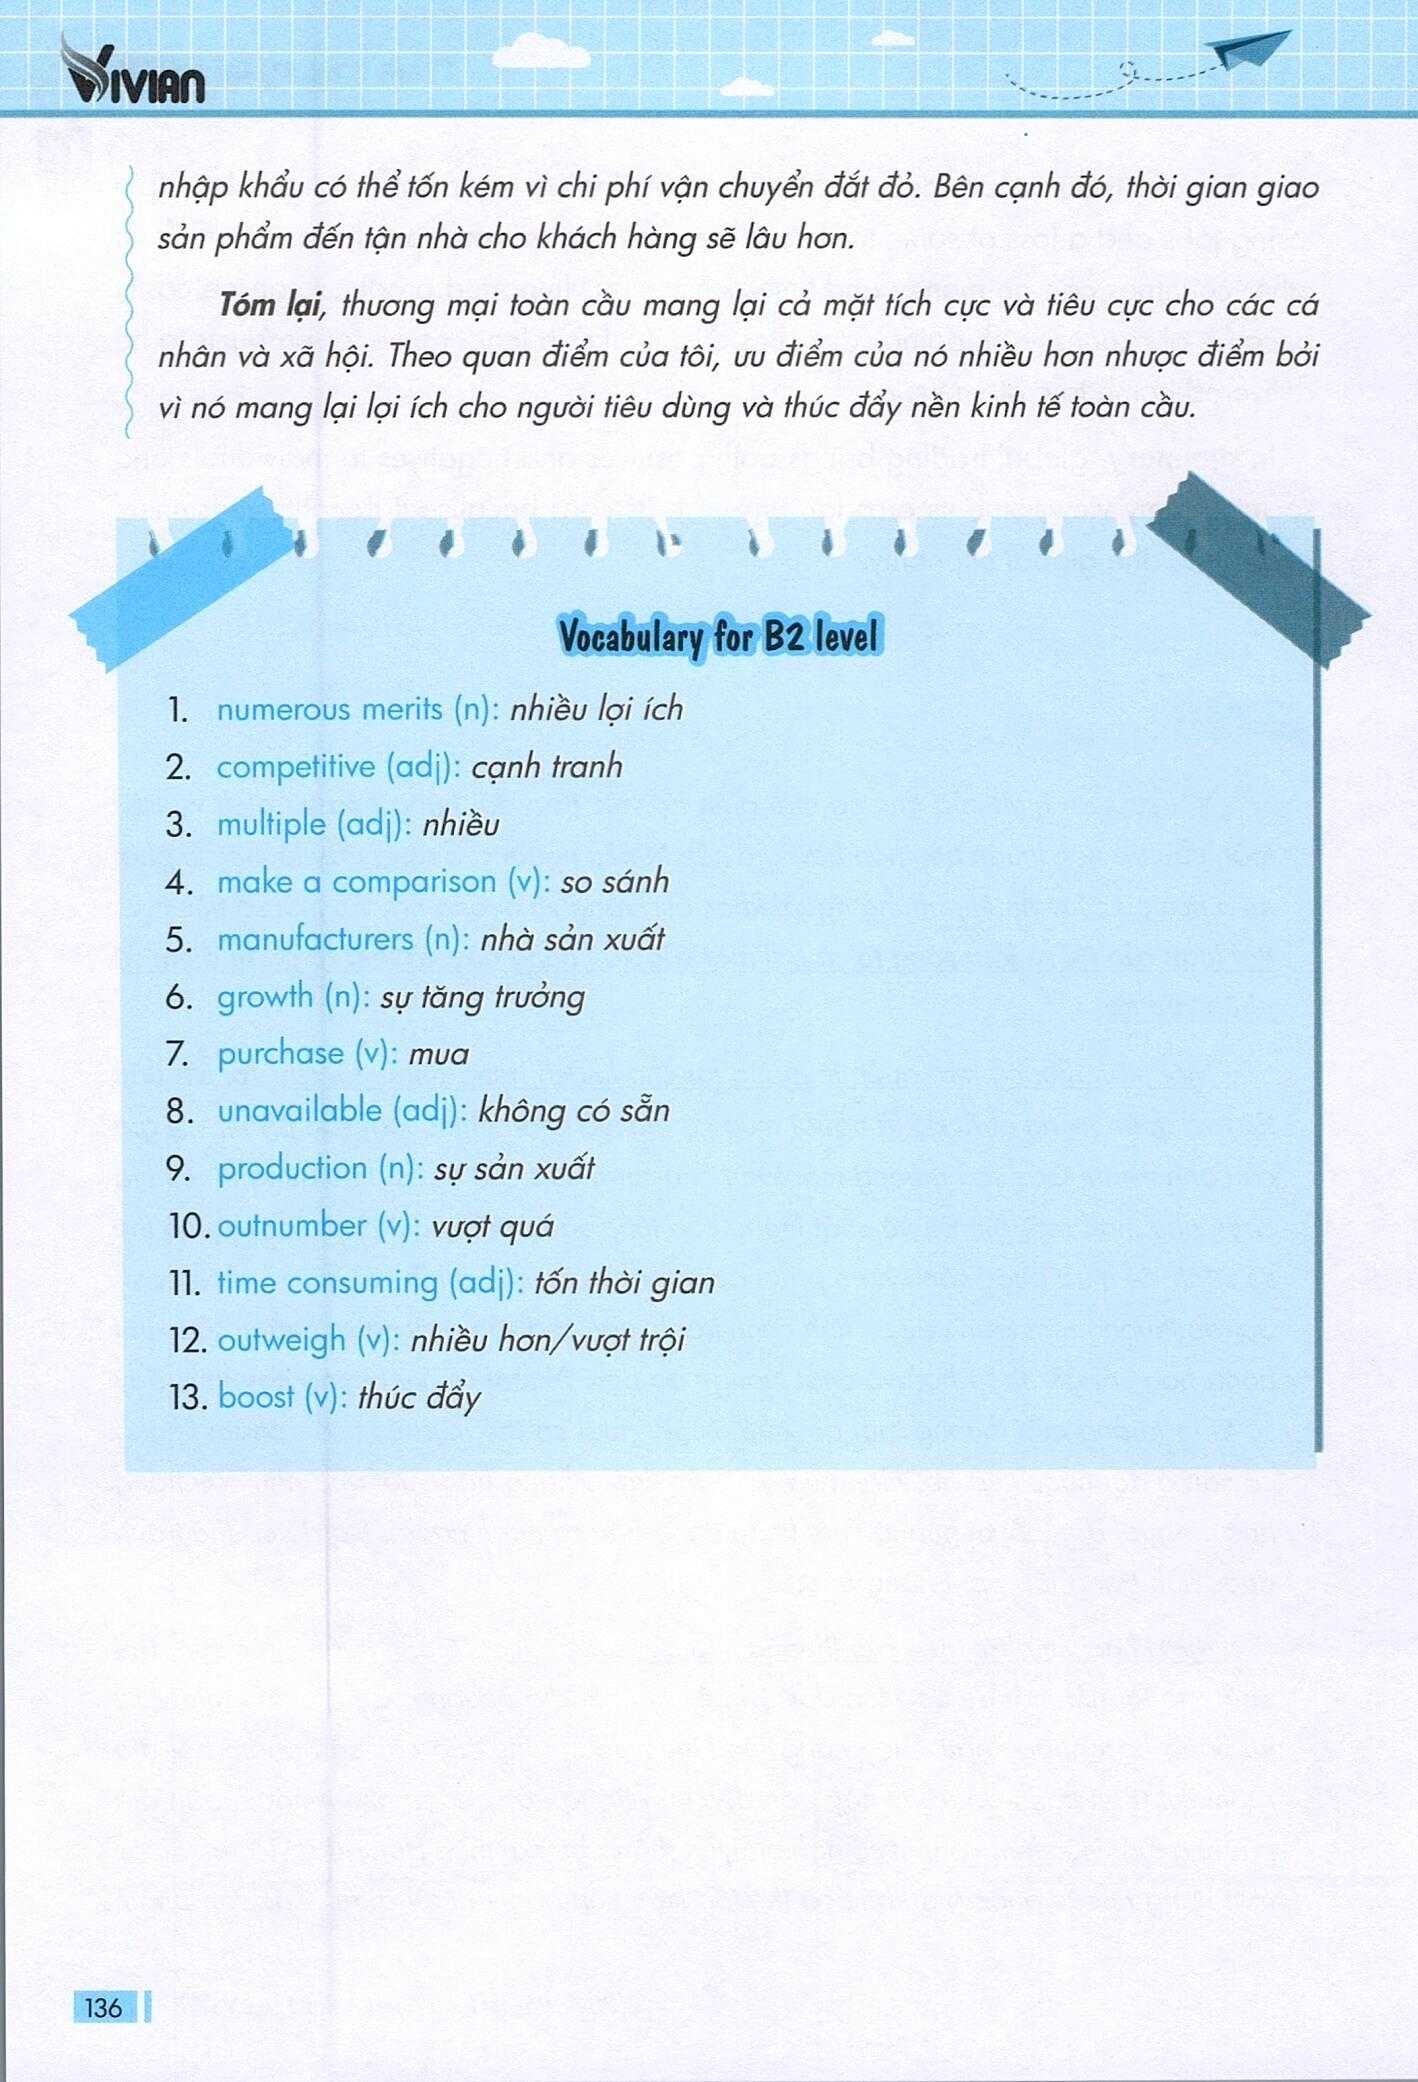 VIVIAN
nhập khẩu có thể tốn kém vì chi phí vận chuyển đắt đỏ. Bên cạnh đó, thời gian giao
sản phẩm đến tận nhà cho khách hàng sẽ lâu hơn.
Tóm lại, thương mại toàn cầu mang lại cả mặt tích cực và tiêu cực cho các cá
nhân và xã hội. Theo quan điểm của tôi, ưu điểm của nó nhiều hơn nhược điểm bởi
vì nó mang lại lợi ích cho người tiêu dùng và thúc đẩy nền kinh tế toàn cầu.
Vocabulary for B2 level
1. numerous merits (n): nhiều lợi ích
2. competitive (adj): cạnh tranh
3. multiple (adj): nhiều
4. make a comparison (v): so sánh
5. manufacturers (n): nhà sản xuất
6. growth (n): sự tăng trưởng
7. purchase (v): mua
8. unavailable (adj): không có sẵn
9. production (n): sự sản xuất
10. outnumber (v): vượt quá
11. time consuming (adj): tốn thời gian
12. outweigh (v): nhiều hơn/vượt trội
13. boost (v): thúc đẩy
136